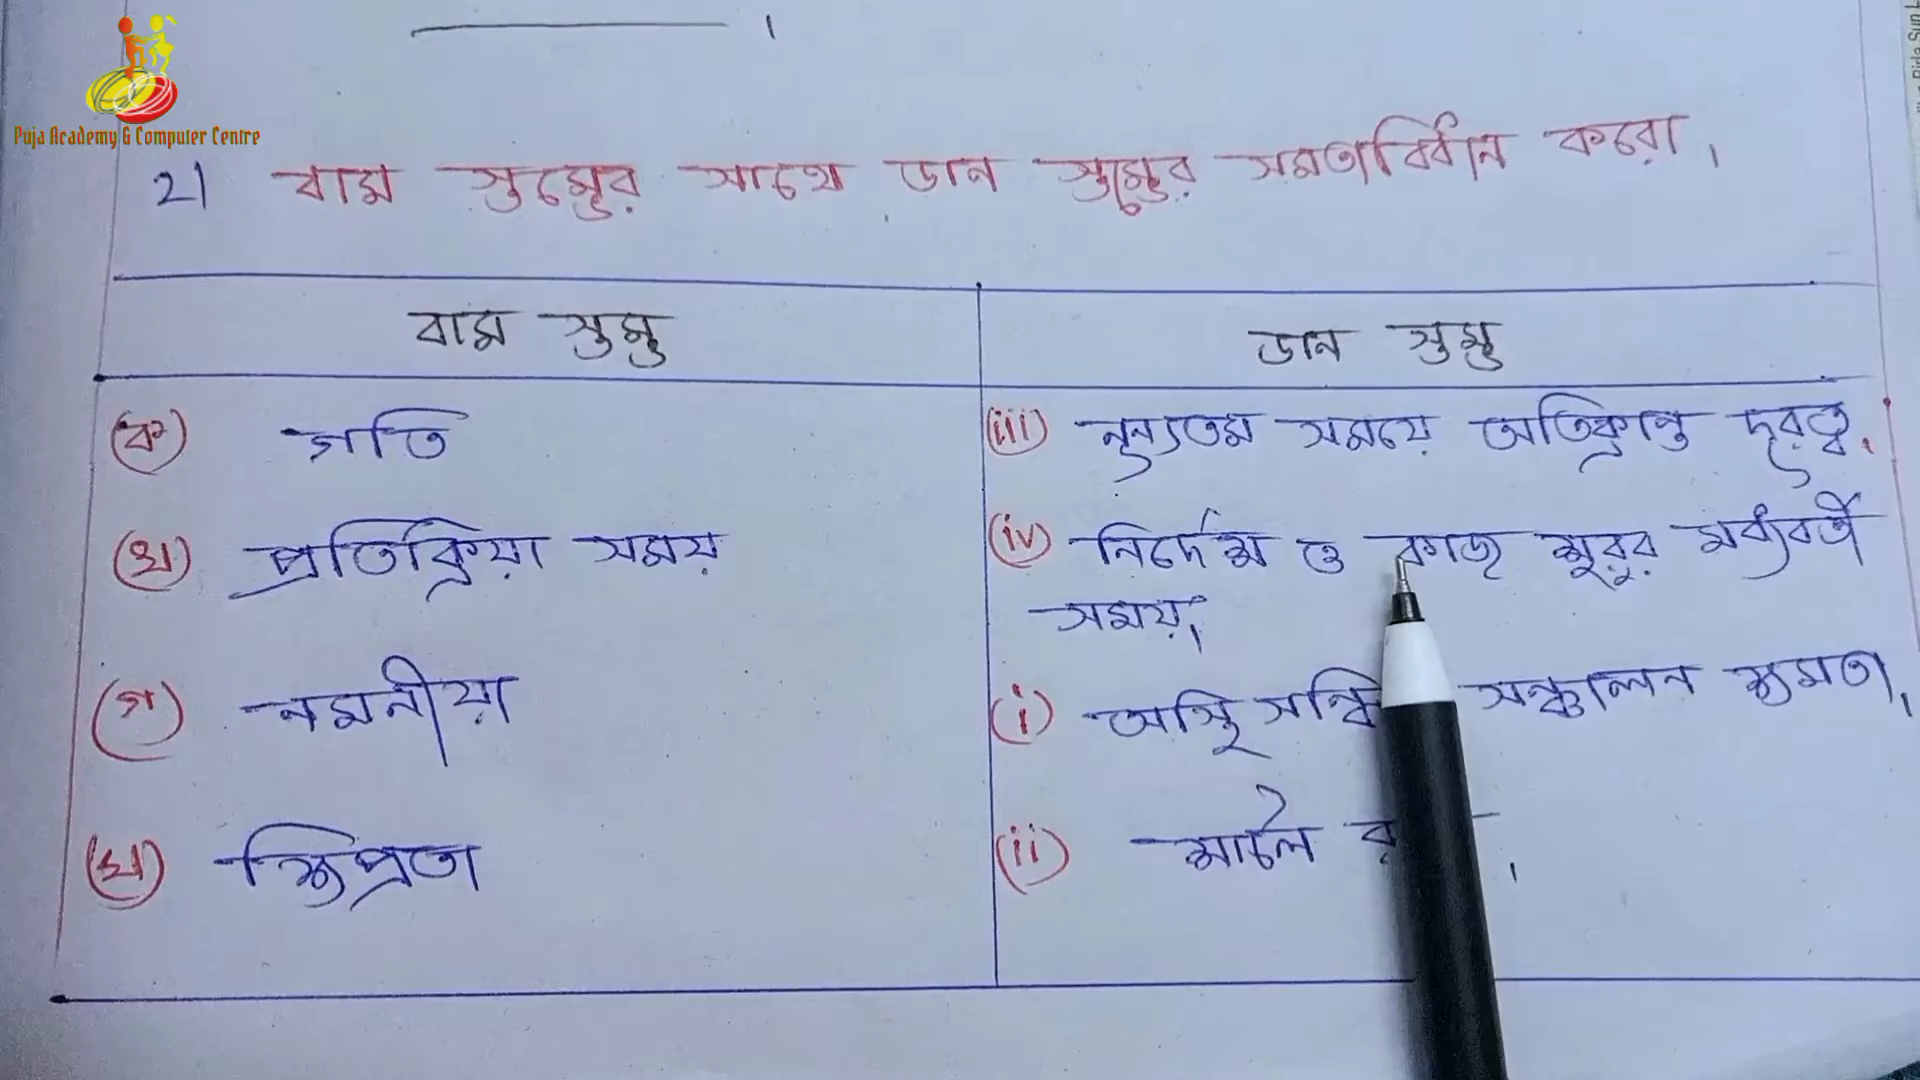 Puja Academy & Computer Centre
২। বাম স্তম্ভের সাথে ডান স্তম্ভের সমতাবিধান করো।
বাম স্তম্ভ
ডান স্তম্ভ
(ক) গতি
(iii) নূন্যতম সময়ে অতিক্রান্ত দূরত্ব।
(খ) প্রতিক্রিয়া সময়
(iv) নির্দেশ ও কাজ শুরুর মধ্যবর্তী
সময়।
(গ) নমনীয়া
(i) অস্থিসন্ধি সঞ্চালন ক্ষমতা।
(ঘ) ক্ষিপ্রতা
(ii) শাটল